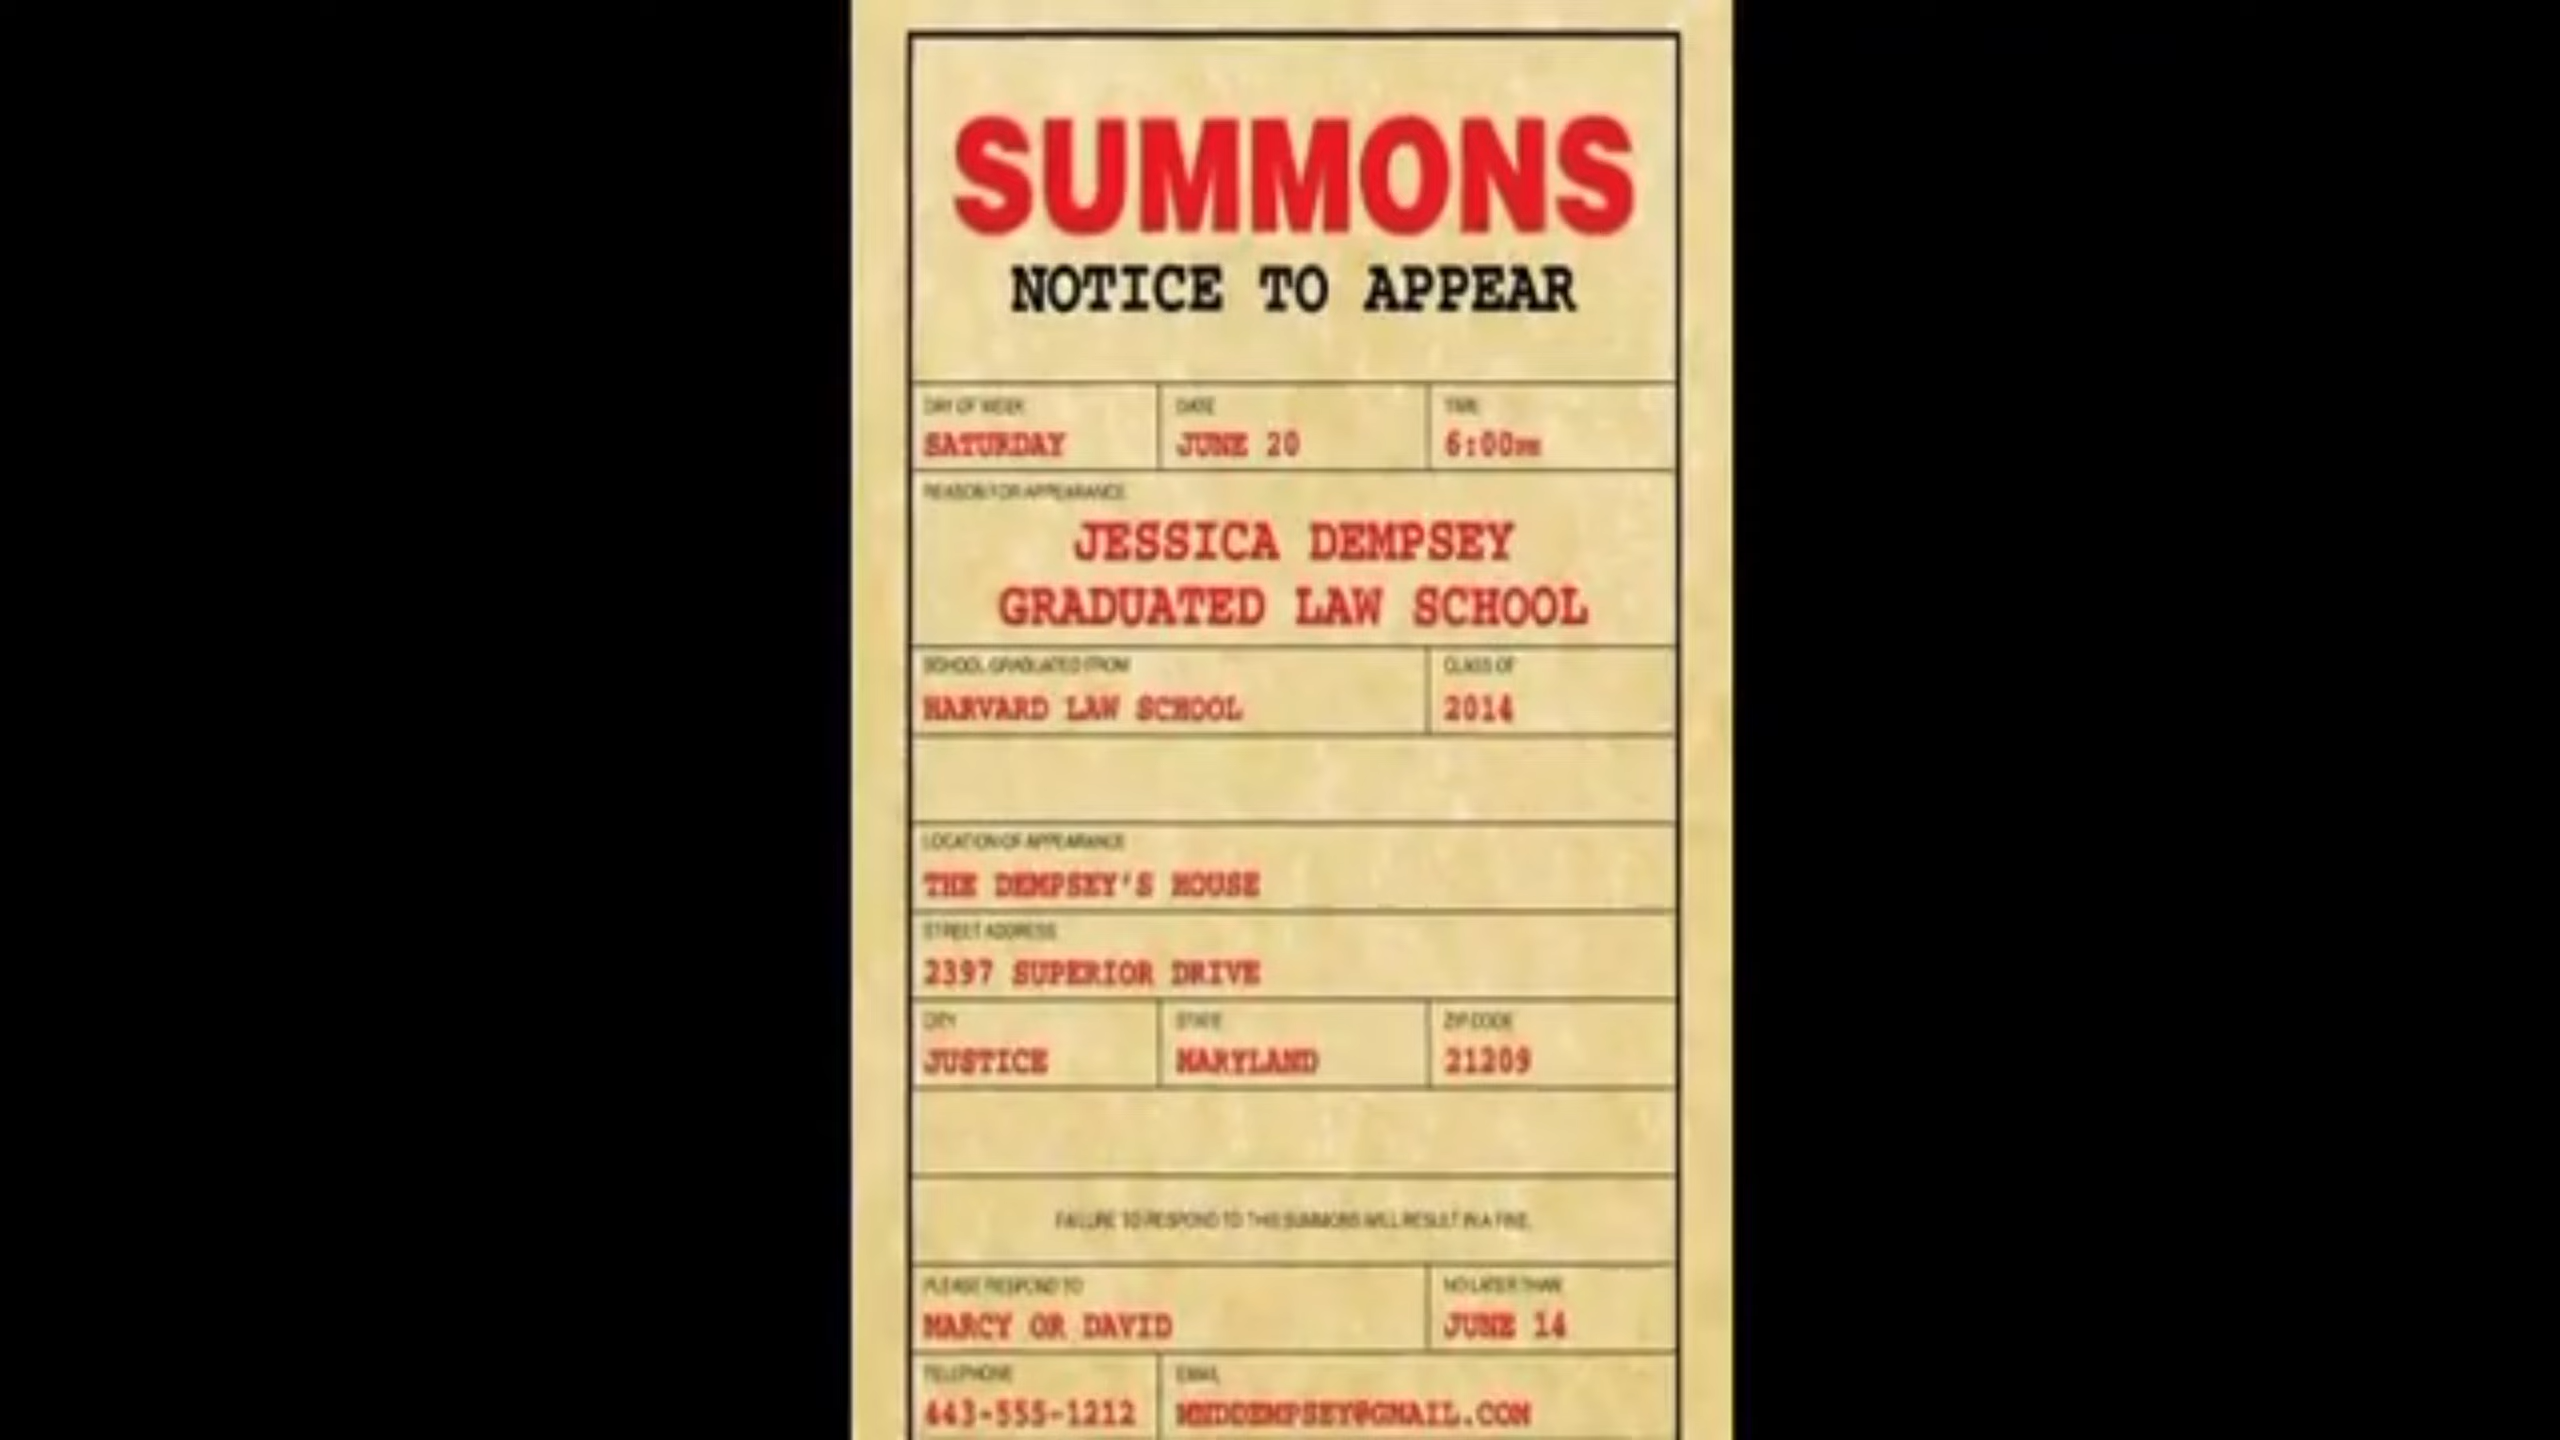 SUMMONS
NOTICE TO APPEAR
DAY OF WEEK DATE TIME
SATURDAY JUNE 20 6:00PM
REASON FOR APPEARANCE
JESSICA DEMPSEY
GRADUATED LAW SCHOOL
SCHOOL GRADUATED FROM CLASS OF
HARVARD LAW SCHOOL 2014
LOCATION OF APPEARANCE
THE DEMPSEY'S HOUSE
STREET ADDRESS
2397 SUPERIOR DRIVE
CITY STATE ZIP CODE
JUSTICE MARYLAND 21209
FAILURE TO RESPOND TO THIS SUMMONS WILL RESULT IN A FINE.
PLEASE RESPOND TO NO LATER THAN
MARCY OR DAVID JUNE 14
TELEPHONE EMAIL
443-555-1212